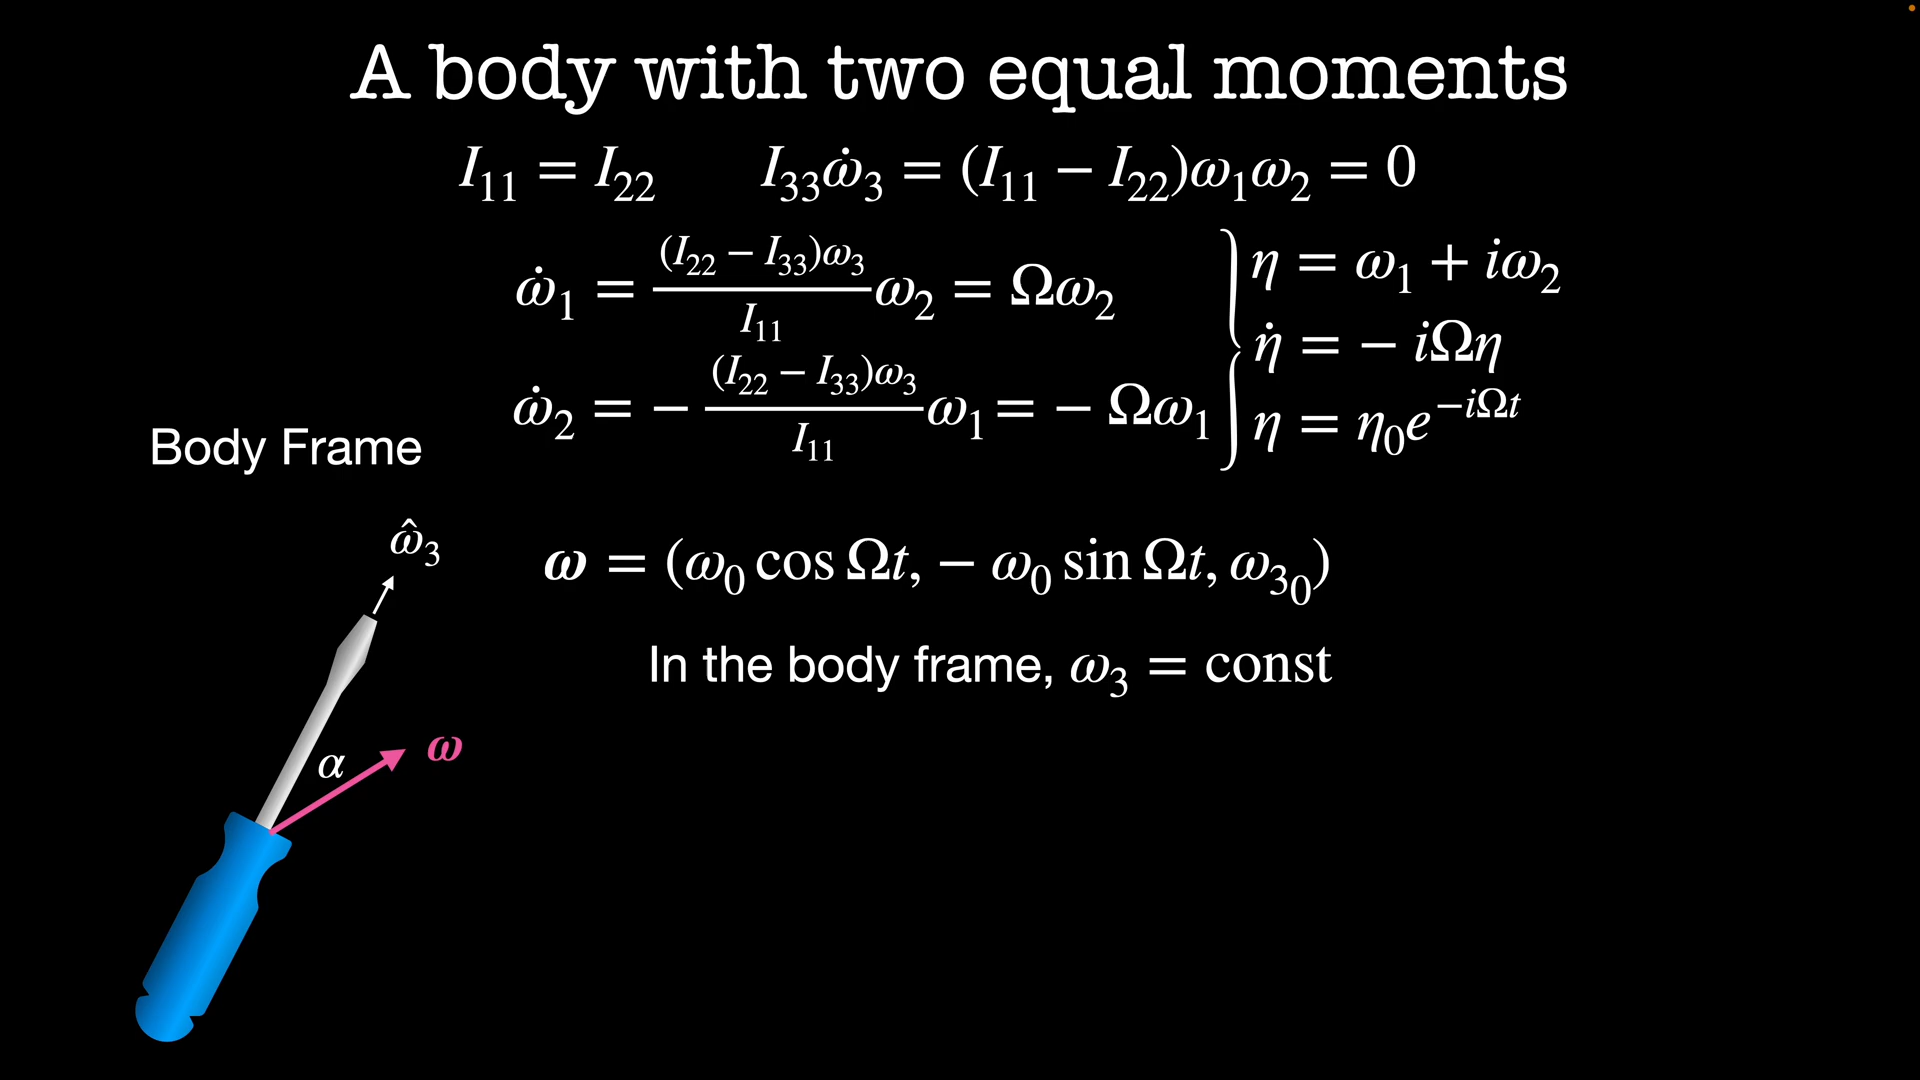 A body with two equal moments
I₁₁ = I₂₂ I₃₃ω̇₃ = (I₁₁ − I₂₂)ω₁ω₂ = 0
ω̇₁ = (I₂₂ − I₃₃)ω₃ / I₁₁ ω₂ = Ωω₂
ω̇₂ = − (I₂₂ − I₃₃)ω₃ / I₁₁ ω₁ = − Ωω₁
η = ω₁ + iω₂
η̇ = − iΩη
η = η₀e^{−iΩt}
Body Frame
ω̂₃
α
ω
ω = (ω₀ cos Ωt, − ω₀ sin Ωt, ω₃₀)
In the body frame, ω₃ = const